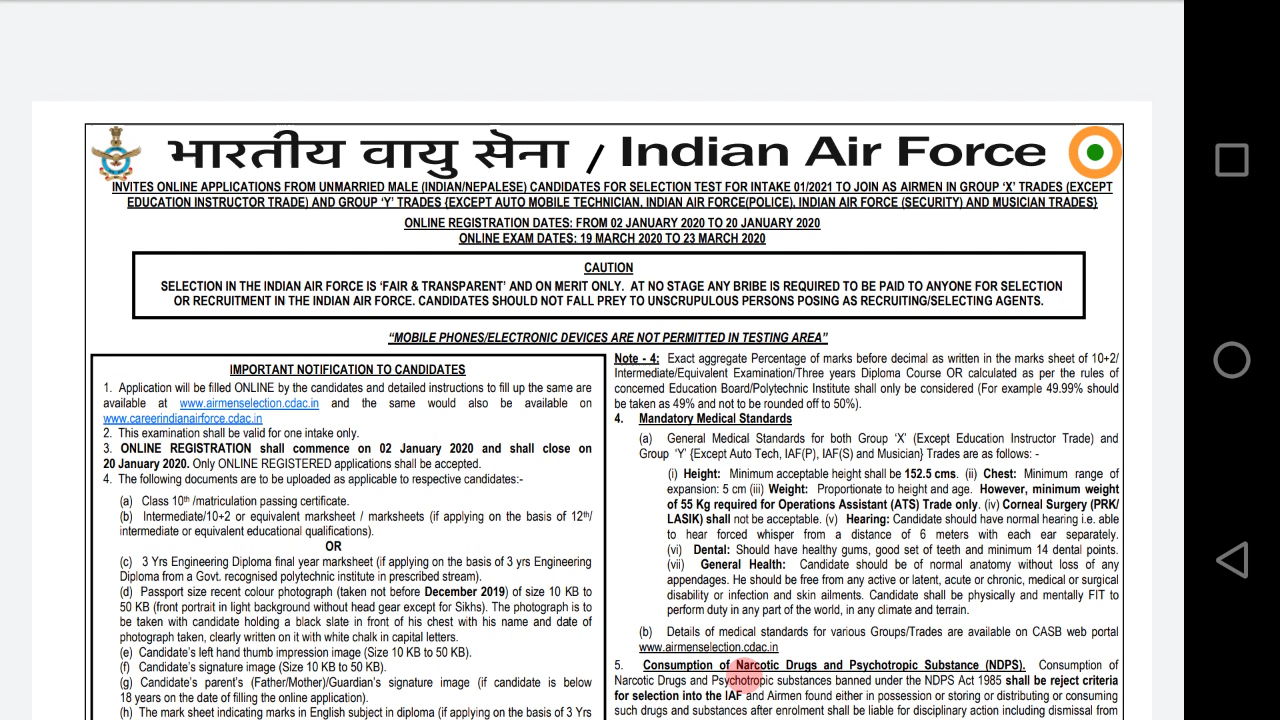 भारतीय वायु सेना / Indian Air Force
INVITES ONLINE APPLICATIONS FROM UNMARRIED MALE (INDIAN/NEPALESE) CANDIDATES FOR SELECTION TEST FOR INTAKE 01/2021 TO JOIN AS AIRMEN IN GROUP ‘X’ TRADES (EXCEPT
EDUCATION INSTRUCTOR TRADE) AND GROUP ‘Y’ TRADES {EXCEPT AUTO MOBILE TECHNICIAN, INDIAN AIR FORCE(POLICE), INDIAN AIR FORCE (SECURITY) AND MUSICIAN TRADES}
ONLINE REGISTRATION DATES: FROM 02 JANUARY 2020 TO 20 JANUARY 2020
ONLINE EXAM DATES: 19 MARCH 2020 TO 23 MARCH 2020
CAUTION
SELECTION IN THE INDIAN AIR FORCE IS ‘FAIR & TRANSPARENT’ AND ON MERIT ONLY. AT NO STAGE ANY BRIBE IS REQUIRED TO BE PAID TO ANYONE FOR SELECTION
OR RECRUITMENT IN THE INDIAN AIR FORCE. CANDIDATES SHOULD NOT FALL PREY TO UNSCRUPULOUS PERSONS POSING AS RECRUITING/SELECTING AGENTS.
“MOBILE PHONES/ELECTRONIC DEVICES ARE NOT PERMITTED IN TESTING AREA”
IMPORTANT NOTIFICATION TO CANDIDATES
1. Application will be filled ONLINE by the candidates and detailed instructions to fill up the same are
available at www.airmenselection.cdac.in and the same would also be available on
www.careerindianairforce.cdac.in
2. This examination shall be valid for one intake only.
3. ONLINE REGISTRATION shall commence on 02 January 2020 and shall close on
20 January 2020. Only ONLINE REGISTERED applications shall be accepted.
4. The following documents are to be uploaded as applicable to respective candidates:-
(a) Class 10th /matriculation passing certificate.
(b) Intermediate/10+2 or equivalent marksheet / marksheets (if applying on the basis of 12th/
intermediate or equivalent educational qualifications).
OR
(c) 3 Yrs Engineering Diploma final year marksheet (if applying on the basis of 3 yrs Engineering
Diploma from a Govt. recognised polytechnic institute in prescribed stream).
(d) Passport size recent colour photograph (taken not before December 2019) of size 10 KB to
50 KB (front portrait in light background without head gear except for Sikhs). The photograph is to
be taken with candidate holding a black slate in front of his chest with his name and date of
photograph taken, clearly written on it with white chalk in capital letters.
(e) Candidate’s left hand thumb impression image (Size 10 KB to 50 KB).
(f) Candidate’s signature image (Size 10 KB to 50 KB).
(g) Candidate’s parent’s (Father/Mother)/Guardian’s signature image (if candidate is below
18 years on the date of filling the online application).
(h) The mark sheet indicating marks in English subject in diploma (if applying on the basis of 3 Yrs
Note - 4: Exact aggregate Percentage of marks before decimal as written in the marks sheet of 10+2/
Intermediate/Equivalent Examination/Three years Diploma Course OR calculated as per the rules of
concerned Education Board/Polytechnic Institute shall only be considered (For example 49.99% should
be taken as 49% and not to be rounded off to 50%).
4. Mandatory Medical Standards
(a) General Medical Standards for both Group ‘X’ (Except Education Instructor Trade) and
Group ‘Y’ {Except Auto Tech, IAF(P), IAF(S) and Musician} Trades are as follows: -
(i) Height: Minimum acceptable height shall be 152.5 cms. (ii) Chest: Minimum range of
expansion: 5 cm (iii) Weight: Proportionate to height and age. However, minimum weight
of 55 Kg required for Operations Assistant (ATS) Trade only. (iv) Corneal Surgery (PRK/
LASIK) shall not be acceptable. (v) Hearing: Candidate should have normal hearing i.e. able
to hear forced whisper from a distance of 6 meters with each ear separately.
(vi) Dental: Should have healthy gums, good set of teeth and minimum 14 dental points.
(vii) General Health: Candidate should be of normal anatomy without loss of any
appendages. He should be free from any active or latent, acute or chronic, medical or surgical
disability or infection and skin ailments. Candidate shall be physically and mentally FIT to
perform duty in any part of the world, in any climate and terrain.
(b) Details of medical standards for various Groups/Trades are available on CASB web portal
www.airmenselection.cdac.in
5. Consumption of Narcotic Drugs and Psychotropic Substance (NDPS). Consumption of
Narcotic Drugs and Psychotropic substances banned under the NDPS Act 1985 shall be reject criteria
for selection into the IAF and Airmen found either in possession or storing or distributing or consuming
such drugs and substances after enrolment shall be liable for disciplinary action including dismissal from